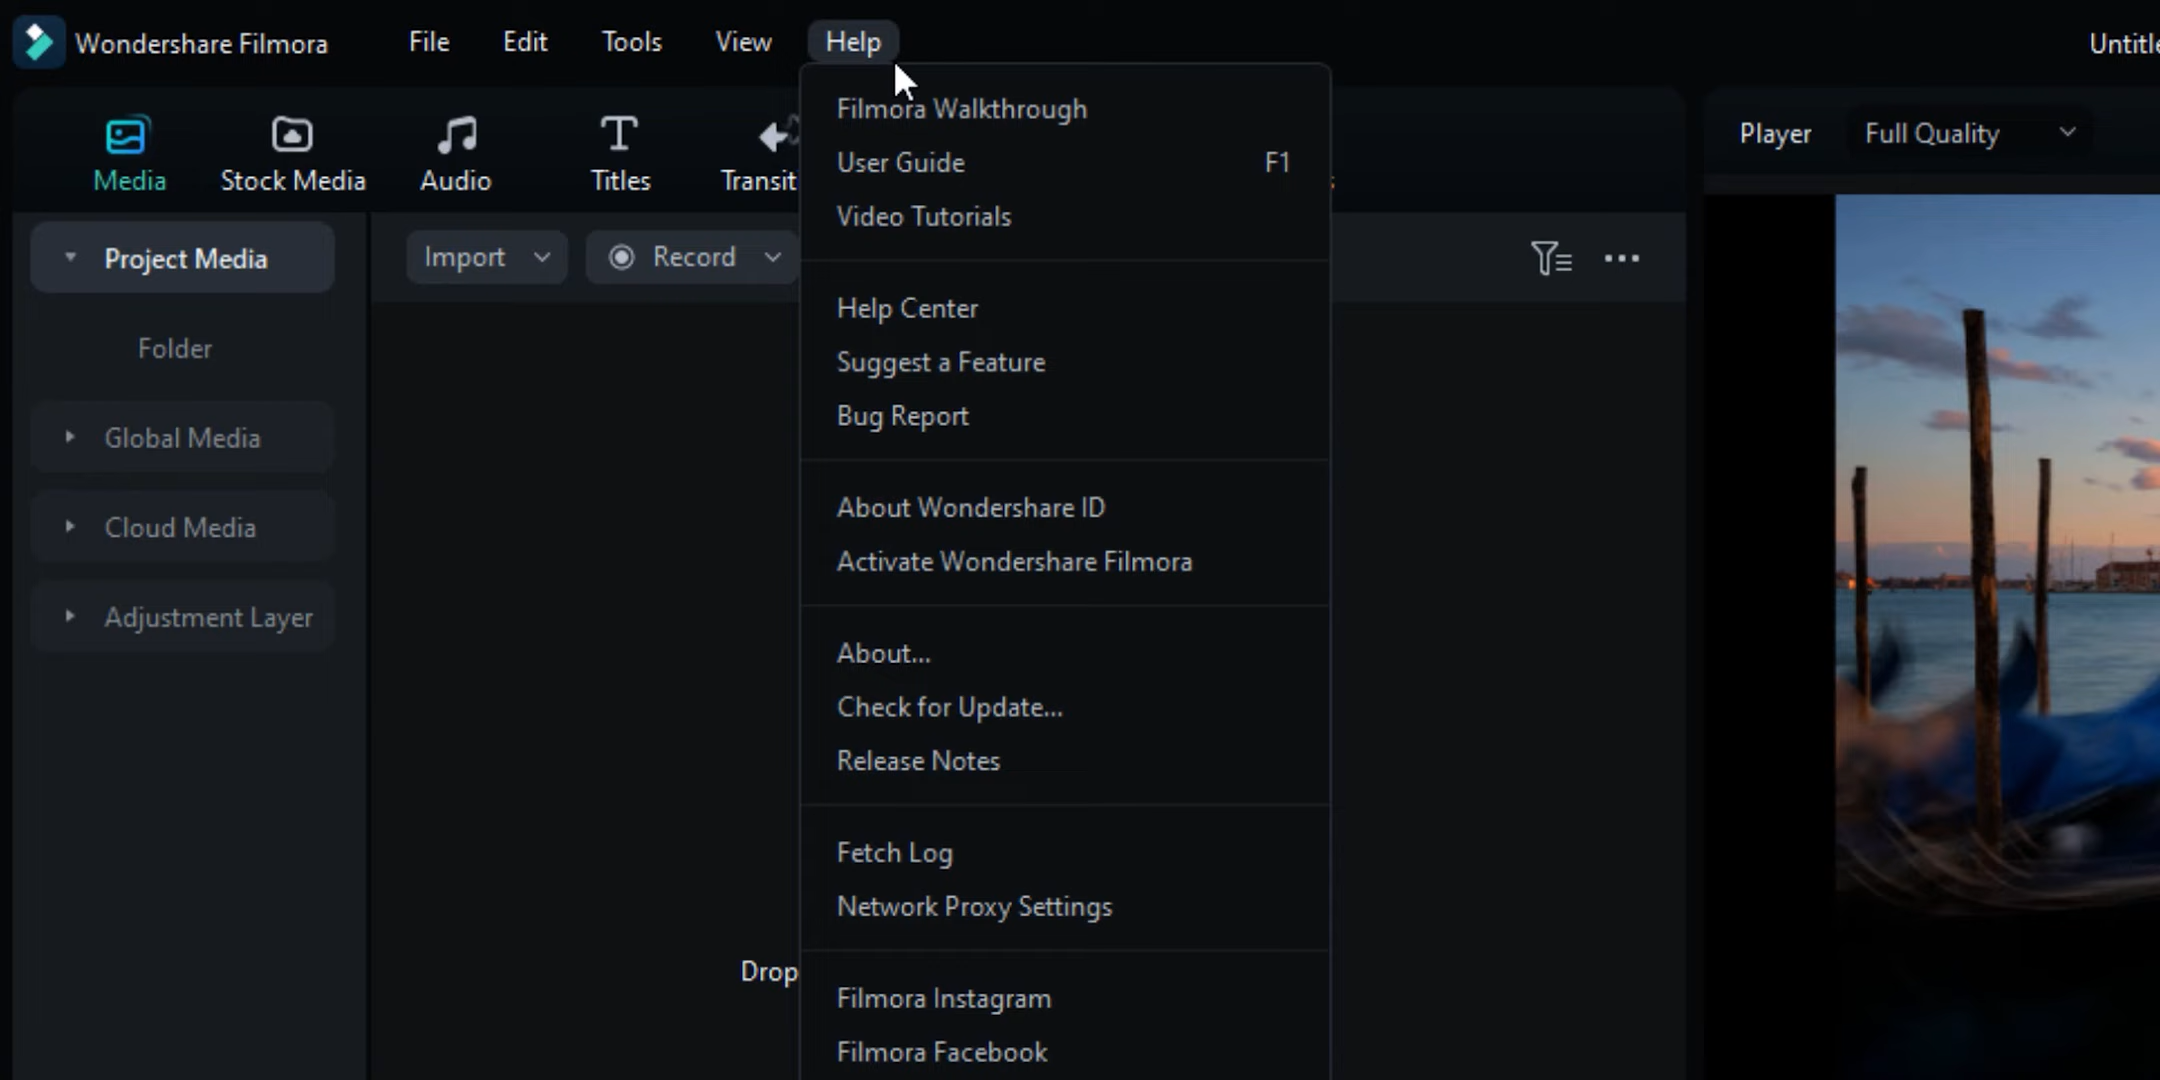 Wondershare Filmora File Edit Tools View Help
Media Stock Media Audio Titles
Project Media
Folder
Global Media
Cloud Media
Adjustment Layer
Import Record
Drop
Filmora Walkthrough
User Guide F1
Video Tutorials
Help Center
Suggest a Feature
Bug Report
About Wondershare ID
Activate Wondershare Filmora
About...
Check for Update...
Release Notes
Fetch Log
Network Proxy Settings
Filmora Instagram
Filmora Facebook
Player Full Quality